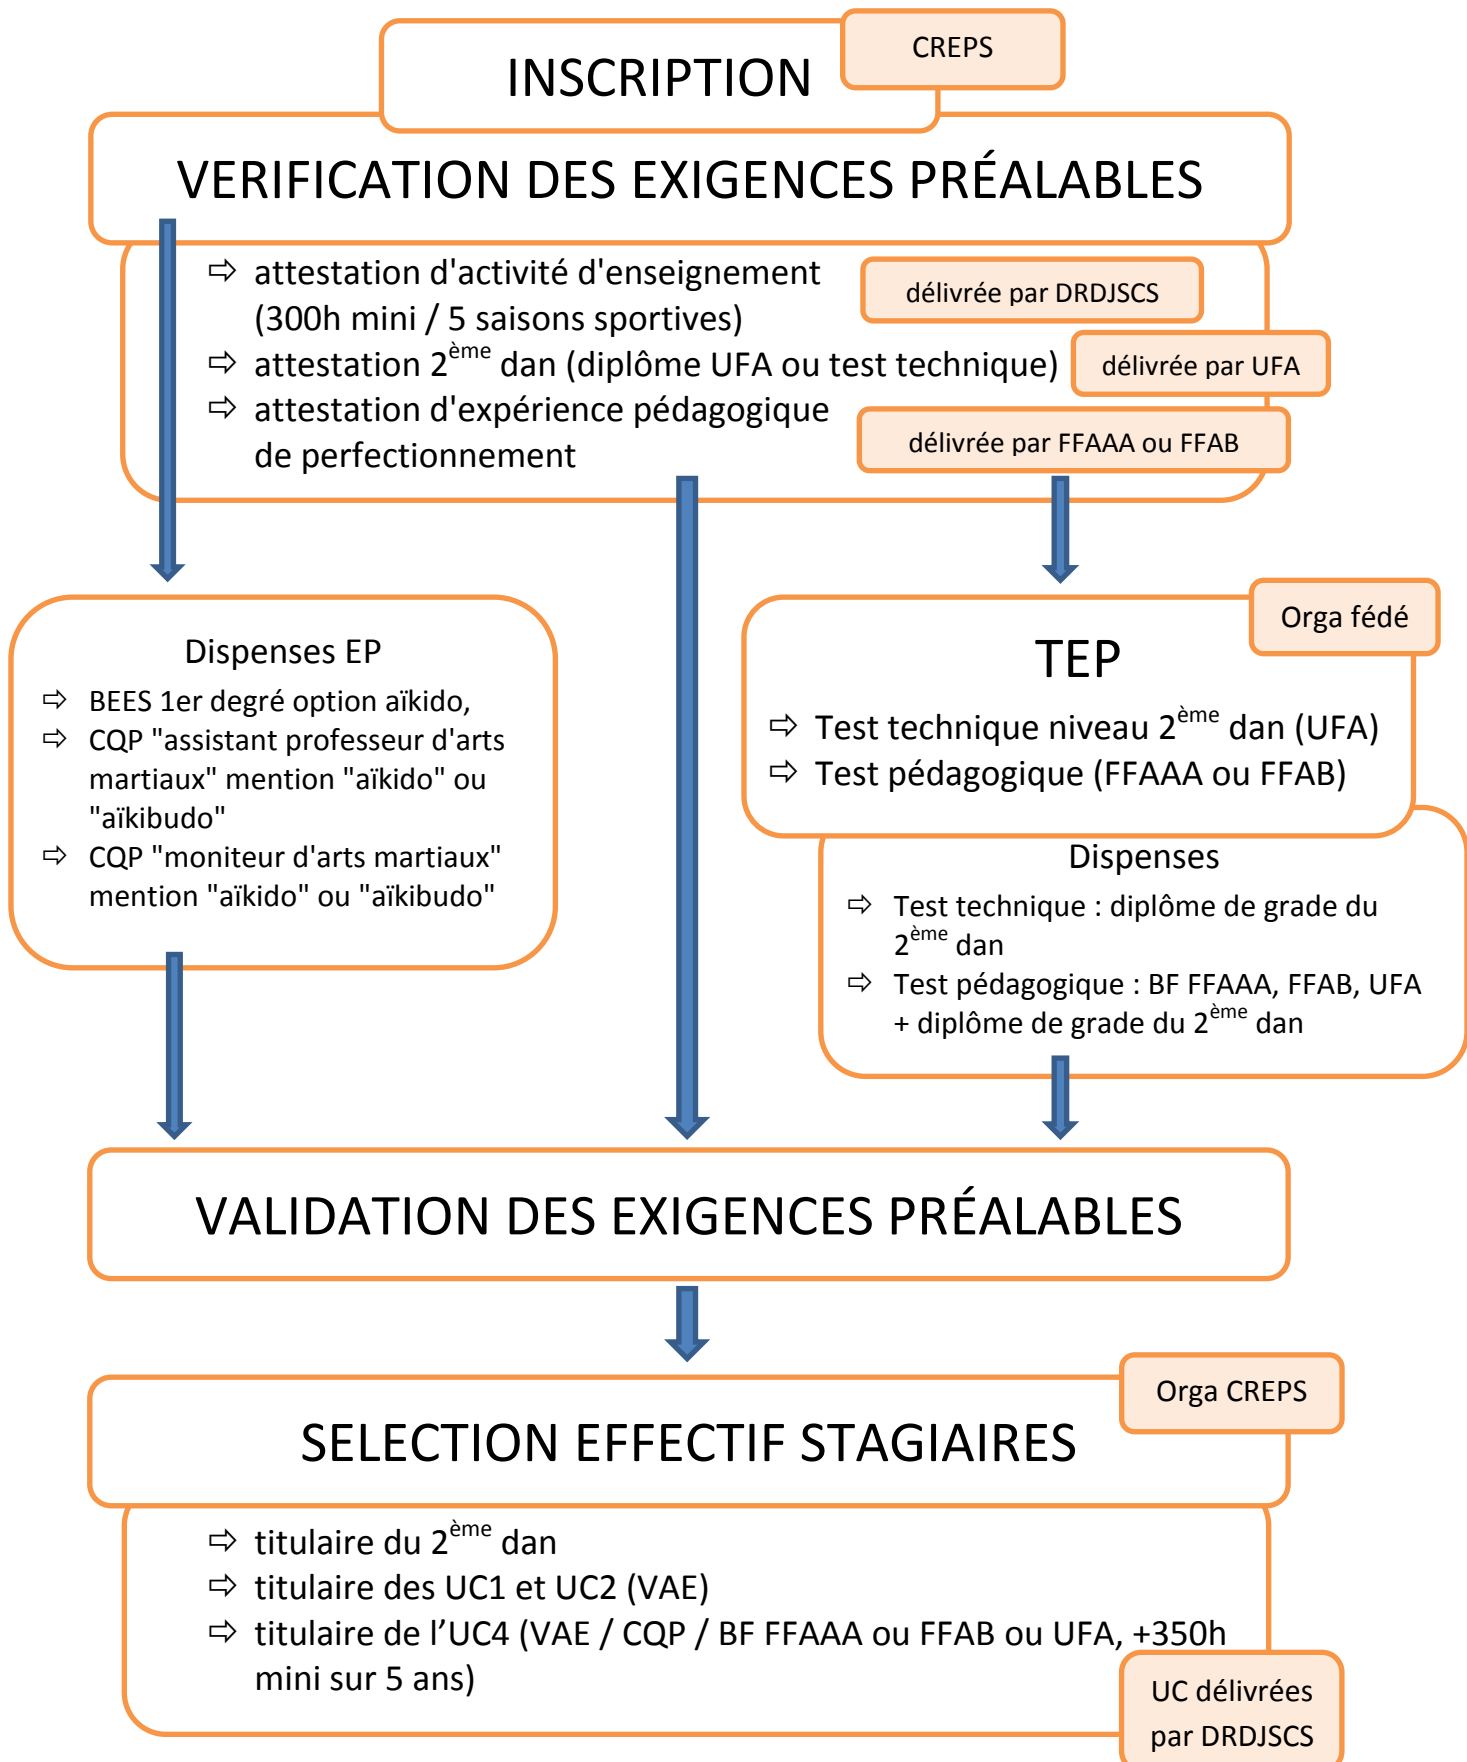 CREPS
INSCRIPTION
VERIFICATION DES EXIGENCES PRÉALABLES
⇨ attestation d'activité d'enseignement
(300h mini / 5 saisons sportives)
délivrée par DRDJSCS
⇨ attestation 2ème dan (diplôme UFA ou test technique)
délivrée par UFA
⇨ attestation d'expérience pédagogique
de perfectionnement
délivrée par FFAAA ou FFAB
Dispenses EP
⇨ BEES 1er degré option aïkido,
⇨ CQP "assistant professeur d'arts
martiaux" mention "aïkido" ou
"aïkibudo"
⇨ CQP "moniteur d'arts martiaux"
mention "aïkido" ou "aïkibudo"
Orga fédé
TEP
⇨ Test technique niveau 2ème dan (UFA)
⇨ Test pédagogique (FFAAA ou FFAB)
Dispenses
⇨ Test technique : diplôme de grade du
2ème dan
⇨ Test pédagogique : BF FFAAA, FFAB, UFA
+ diplôme de grade du 2ème dan
VALIDATION DES EXIGENCES PRÉALABLES
Orga CREPS
SELECTION EFFECTIF STAGIAIRES
⇨ titulaire du 2ème dan
⇨ titulaire des UC1 et UC2 (VAE)
⇨ titulaire de l’UC4 (VAE / CQP / BF FFAAA ou FFAB ou UFA, +350h
mini sur 5 ans)
UC délivrées
par DRDJSCS